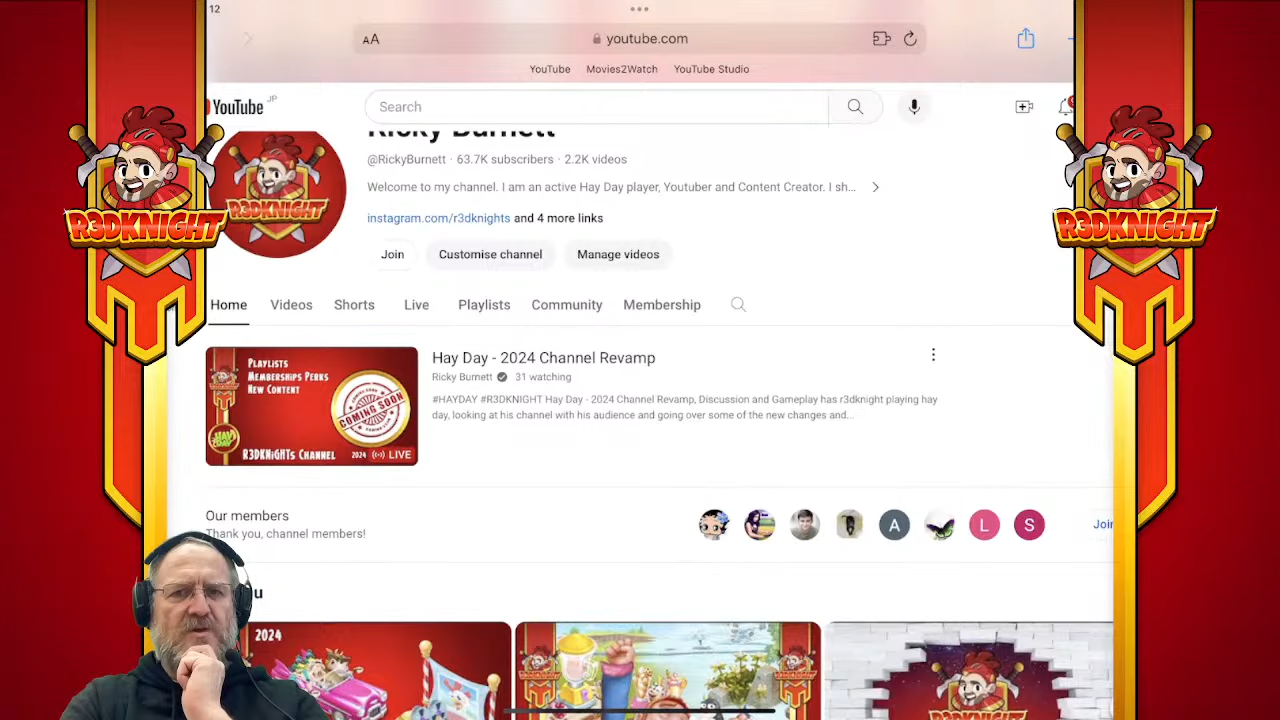 12
AA
youtube.com
YouTube Movies2Watch YouTube Studio
YouTube JP
Search
Ricky Burnett
@RickyBurnett · 63.7K subscribers · 2.2K videos
Welcome to my channel. I am an active Hay Day player, Youtuber and Content Creator. I sh...
instagram.com/r3dknights and 4 more links
Join Customise channel Manage videos
R3DKNIGHT
R3DKNIGHT
R3DKNIGHT
Home Videos Shorts Live Playlists Community Membership
Playlists
Memberships Perks
New Content
COMING SOON
HAY DAY
R3DKNIGHTs Channel 2024 LIVE
Hay Day - 2024 Channel Revamp
Ricky Burnett 31 watching
#HAYDAY #R3DKNIGHT Hay Day - 2024 Channel Revamp, Discussion and Gameplay has r3dknight playing hay
day, looking at his channel with his audience and going over some of the new changes and...
Our members
Thank you, channel members!
A L S
Join
u
2024
R3DKNIGHT